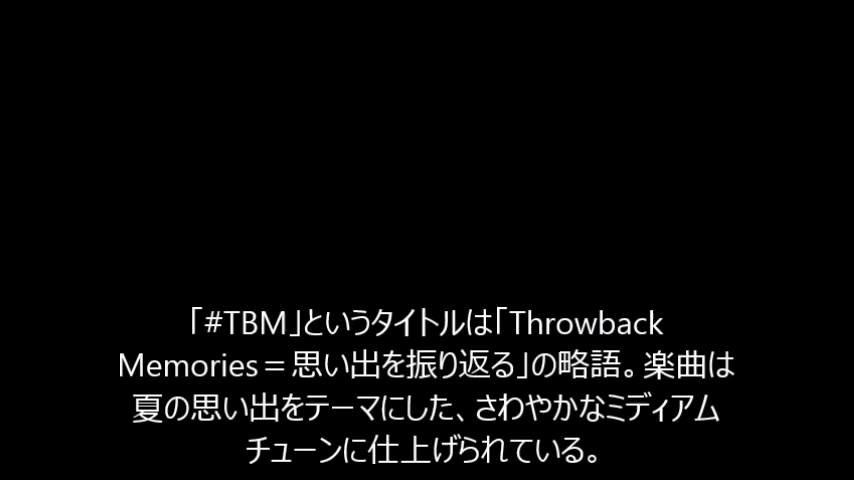 「#TBM」というタイトルは「Throwback
Memories＝思い出を振り返る」の略語。楽曲は
夏の思い出をテーマにした、さわやかなミディアム
チューンに仕上げられている。